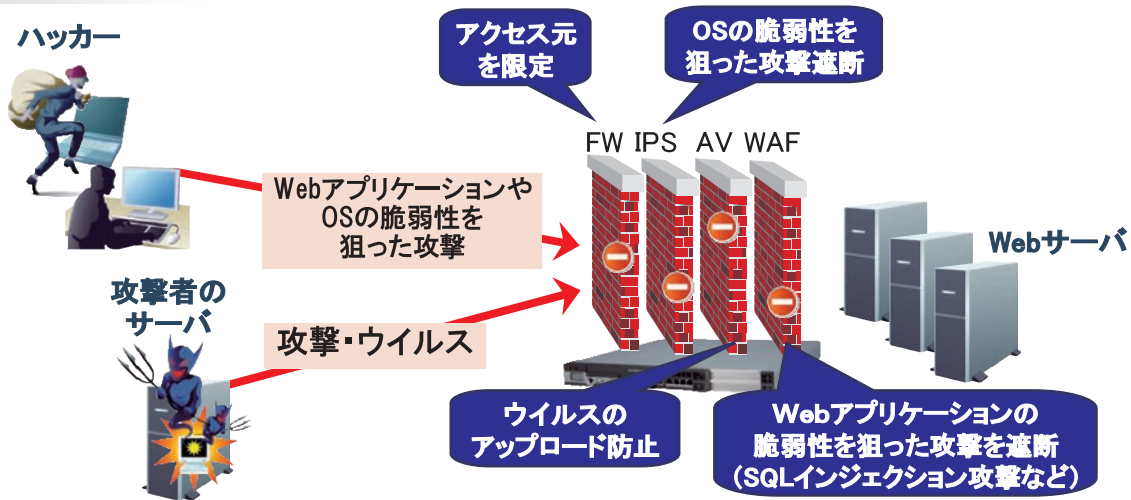 ハッカー
アクセス元
を限定
OSの脆弱性を
狙った攻撃遮断
FW IPS AV WAF
Webアプリケーションや
OSの脆弱性を
狙った攻撃
Webサーバ
攻撃者の
サーバ
攻撃・ウイルス
ウイルスの
アップロード防止
Webアプリケーションの
脆弱性を狙った攻撃を遮断
(SQLインジェクション攻撃など)